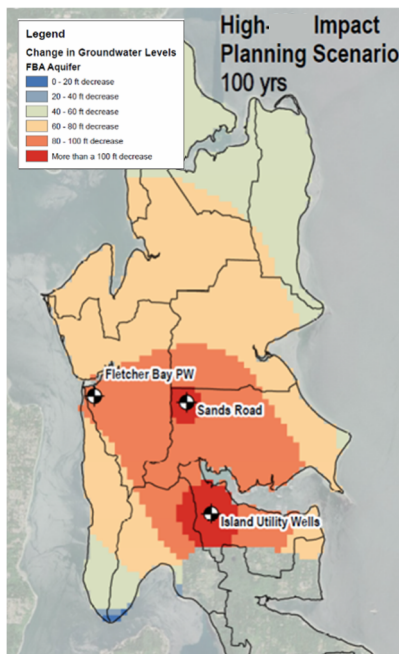 High- Impact
Planning Scenario
100 yrs
Legend
Change in Groundwater Levels
FBA Aquifer
0 - 20 ft decrease
20 - 40 ft decrease
40 - 60 ft decrease
60 - 80 ft decrease
80 - 100 ft decrease
More than a 100 ft decrease
Fletcher Bay PW
Sands Road
Island Utility Wells